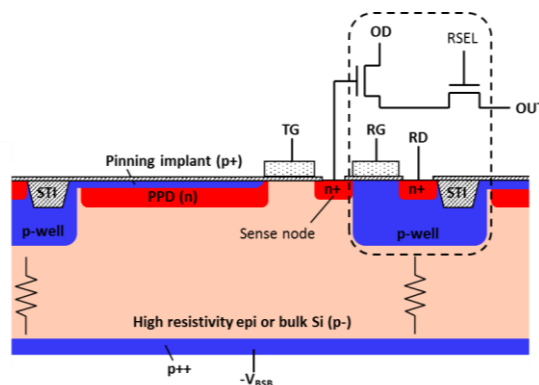 OD
RSEL
OUT
TG
RG
RD
Pinning implant (p+)
STI
PPD (n)
n+
n+
STI
p-well
Sense node
p-well
High resistivity epi or bulk Si (p-)
p++
-VBSB